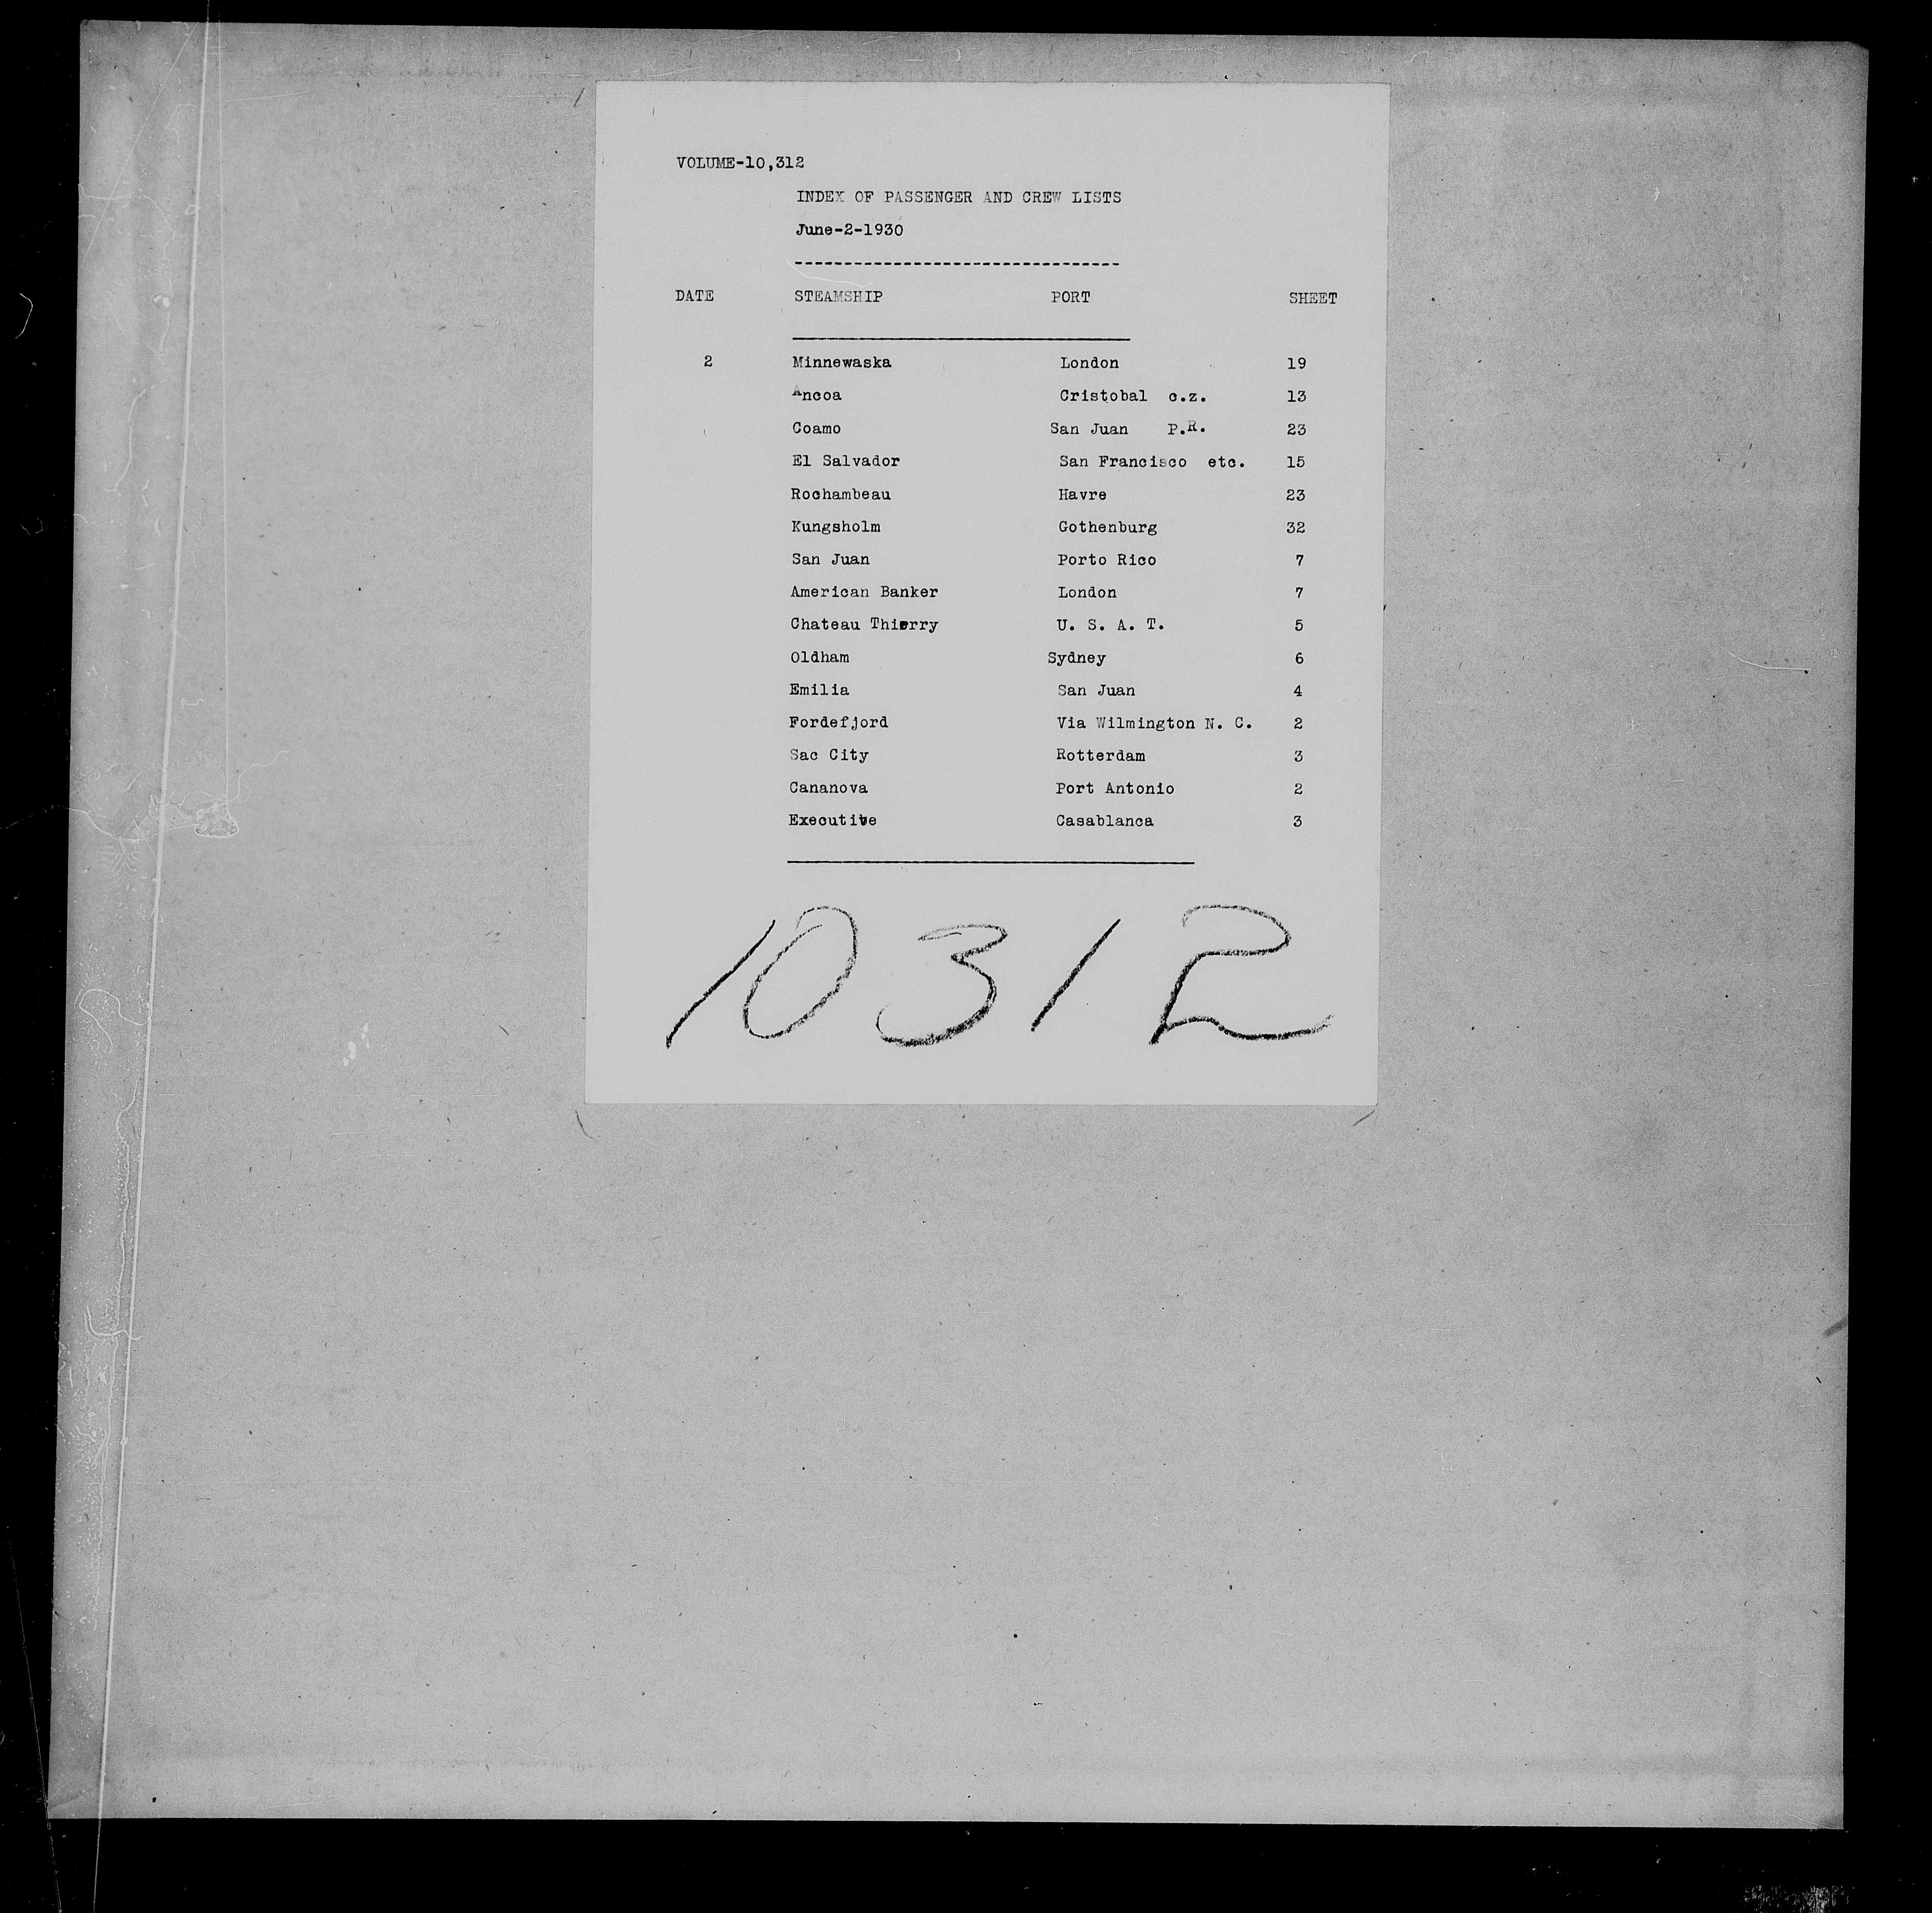 VOLUME-10,312
INDEX OF PASSENGER AND CREW LISTS
June-2-1930
---------------------------------
DATE STEAMSHIP PORT SHEET
2 Minnewaska London 19
Ancoa Cristobal c.z. 13
Coamo San Juan P.R. 23
El Salvador San Francisco etc. 15
Rochambeau Havre 23
Kungsholm Gothenburg 32
San Juan Porto Rico 7
American Banker London 7
Chateau Thierry U. S. A. T. 5
Oldham Sydney 6
Emilia San Juan 4
Fordefjord Via Wilmington N. C. 2
Sac City Rotterdam 3
Cananova Port Antonio 2
Executive Casablanca 3
10312